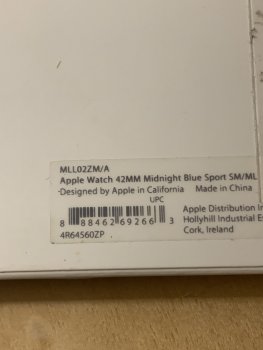 MLL02ZM/A
Apple Watch 42MM Midnight Blue Sport SM/ML
Designed by Apple in California Made in China
UPC
8 88462 69266 3
Apple Distribution In
Hollyhill Industrial E
Cork, Ireland
4R64560ZP